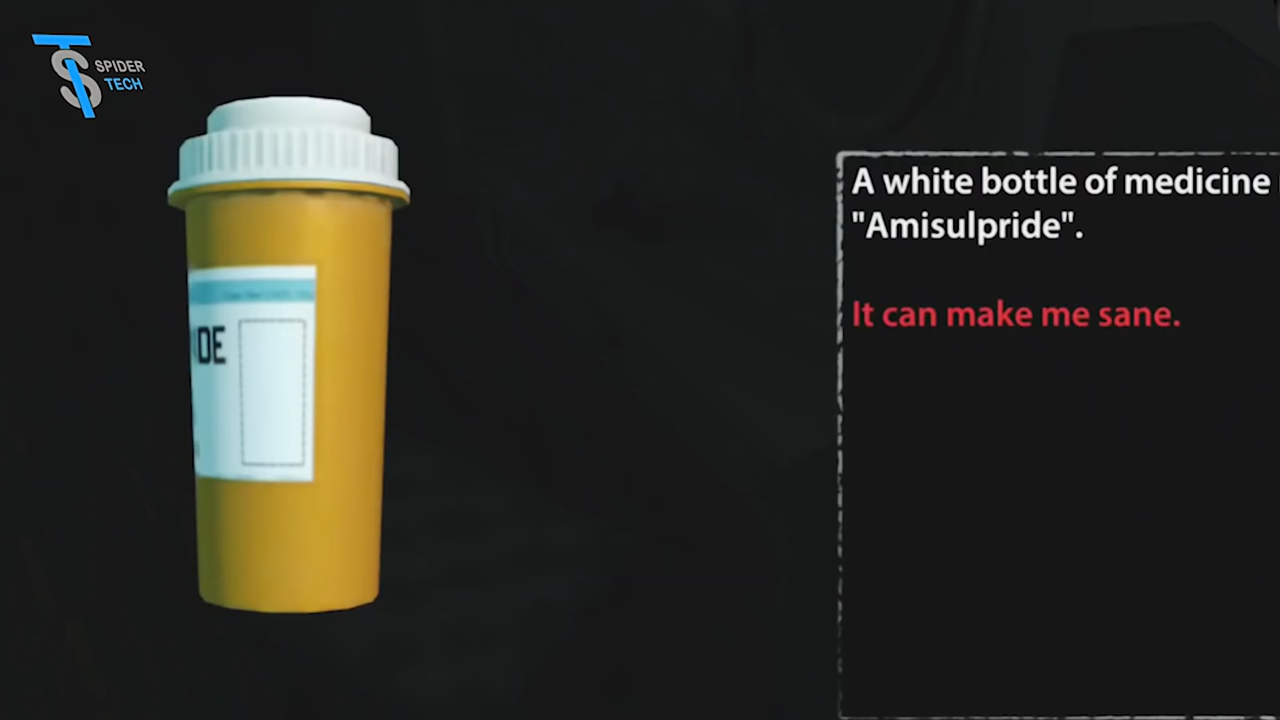 SPIDER
TECH
A white bottle of medicine
"Amisulpride".
It can make me sane.
DE